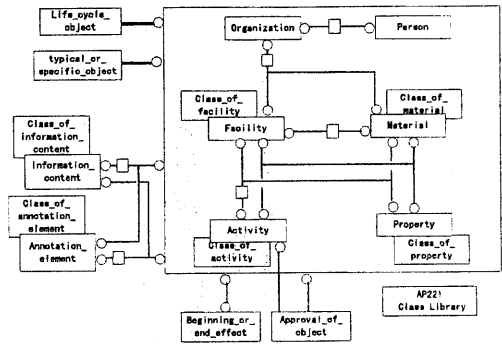 Life_cycle_
object
Organization
Person
typical_or_
specific_object
Class_of_
facility
Class_of_
material
Facility
Material
Class_of_
information_
content
Information_
content
Class_of_
annotation_
element
Annotation_
element
Activity
Class_of_
activity
Property
Class_of_
property
AP221
Class Library
Beginning_or_
end_effect
Approval_of_
object